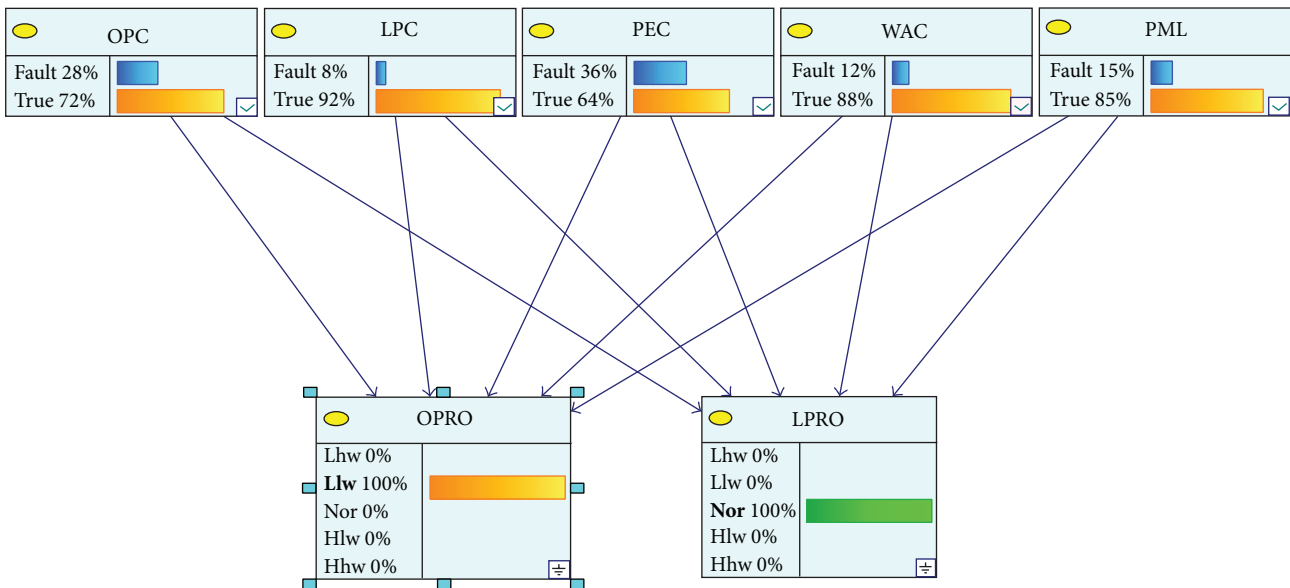 OPC
Fault 28%
True 72%
LPC
Fault 8%
True 92%
PEC
Fault 36%
True 64%
WAC
Fault 12%
True 88%
PML
Fault 15%
True 85%
OPRO
Lhw 0%
Llw 100%
Nor 0%
Hlw 0%
Hhw 0%
LPRO
Lhw 0%
Llw 0%
Nor 100%
Hlw 0%
Hhw 0%